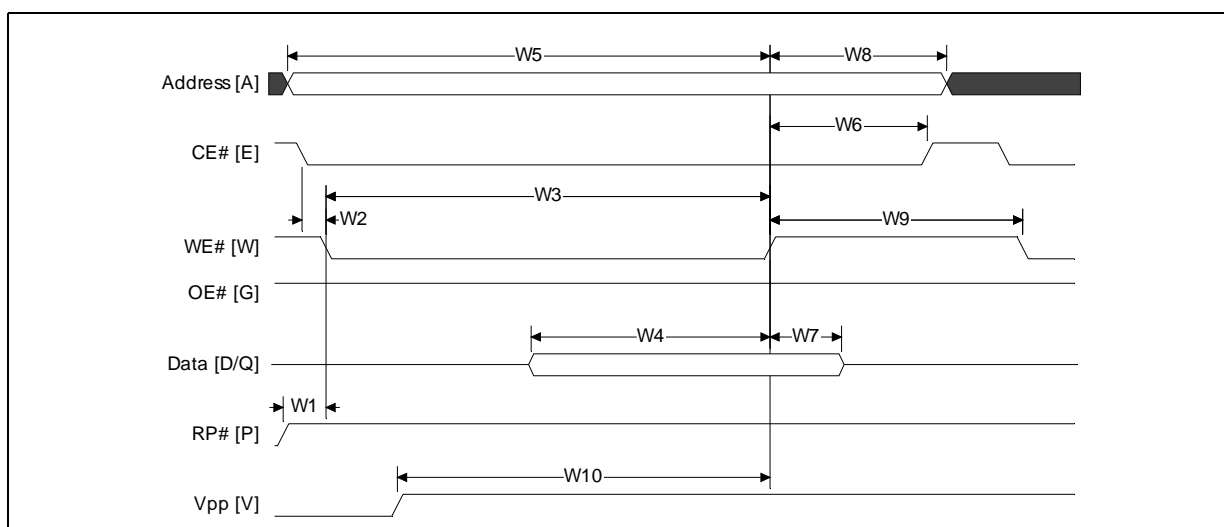 W5
W8
Address [A]
W6
CE# [E]
W3
W2
W9
WE# [W]
OE# [G]
W4
W7
Data [D/Q]
W1
RP# [P]
W10
Vpp [V]